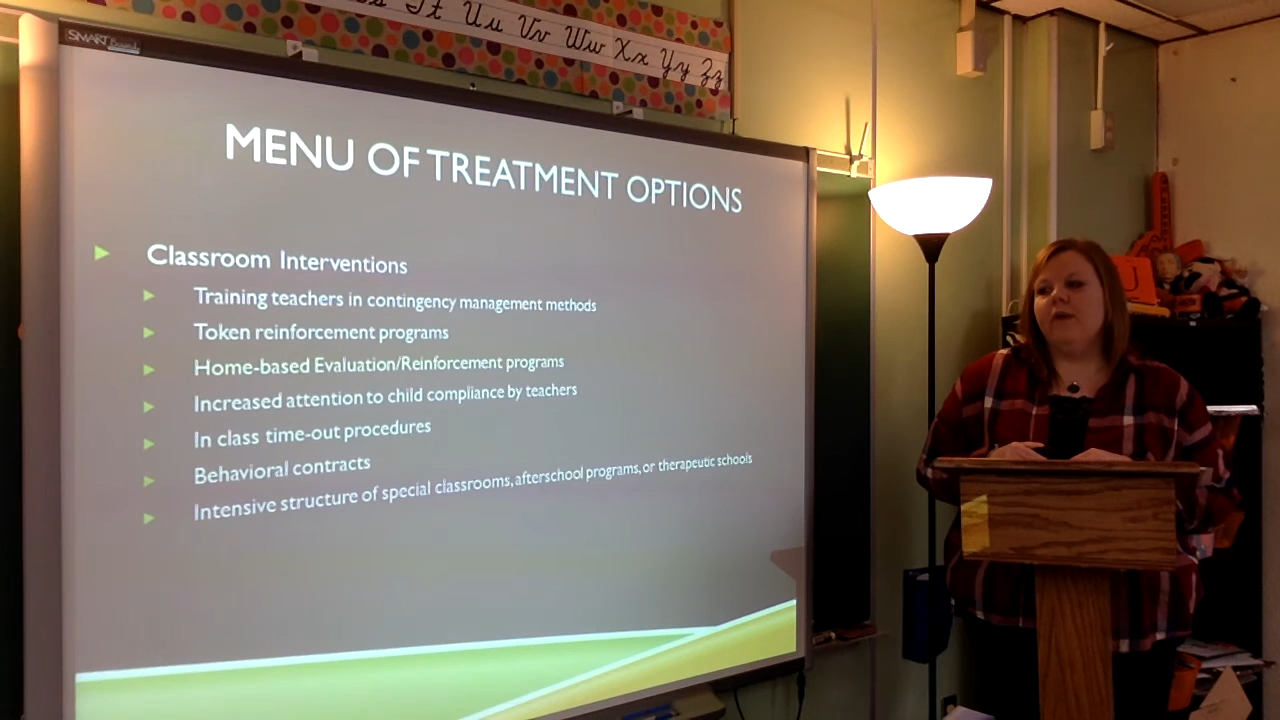 Tt Uu Vv Ww Xx Yy Zz
SMART Board
MENU OF TREATMENT OPTIONS
Classroom Interventions
Training teachers in contingency management methods
Token reinforcement programs
Home-based Evaluation/Reinforcement programs
Increased attention to child compliance by teachers
In class time-out procedures
Behavioral contracts
Intensive structure of special classrooms, afterschool programs, or therapeutic schools